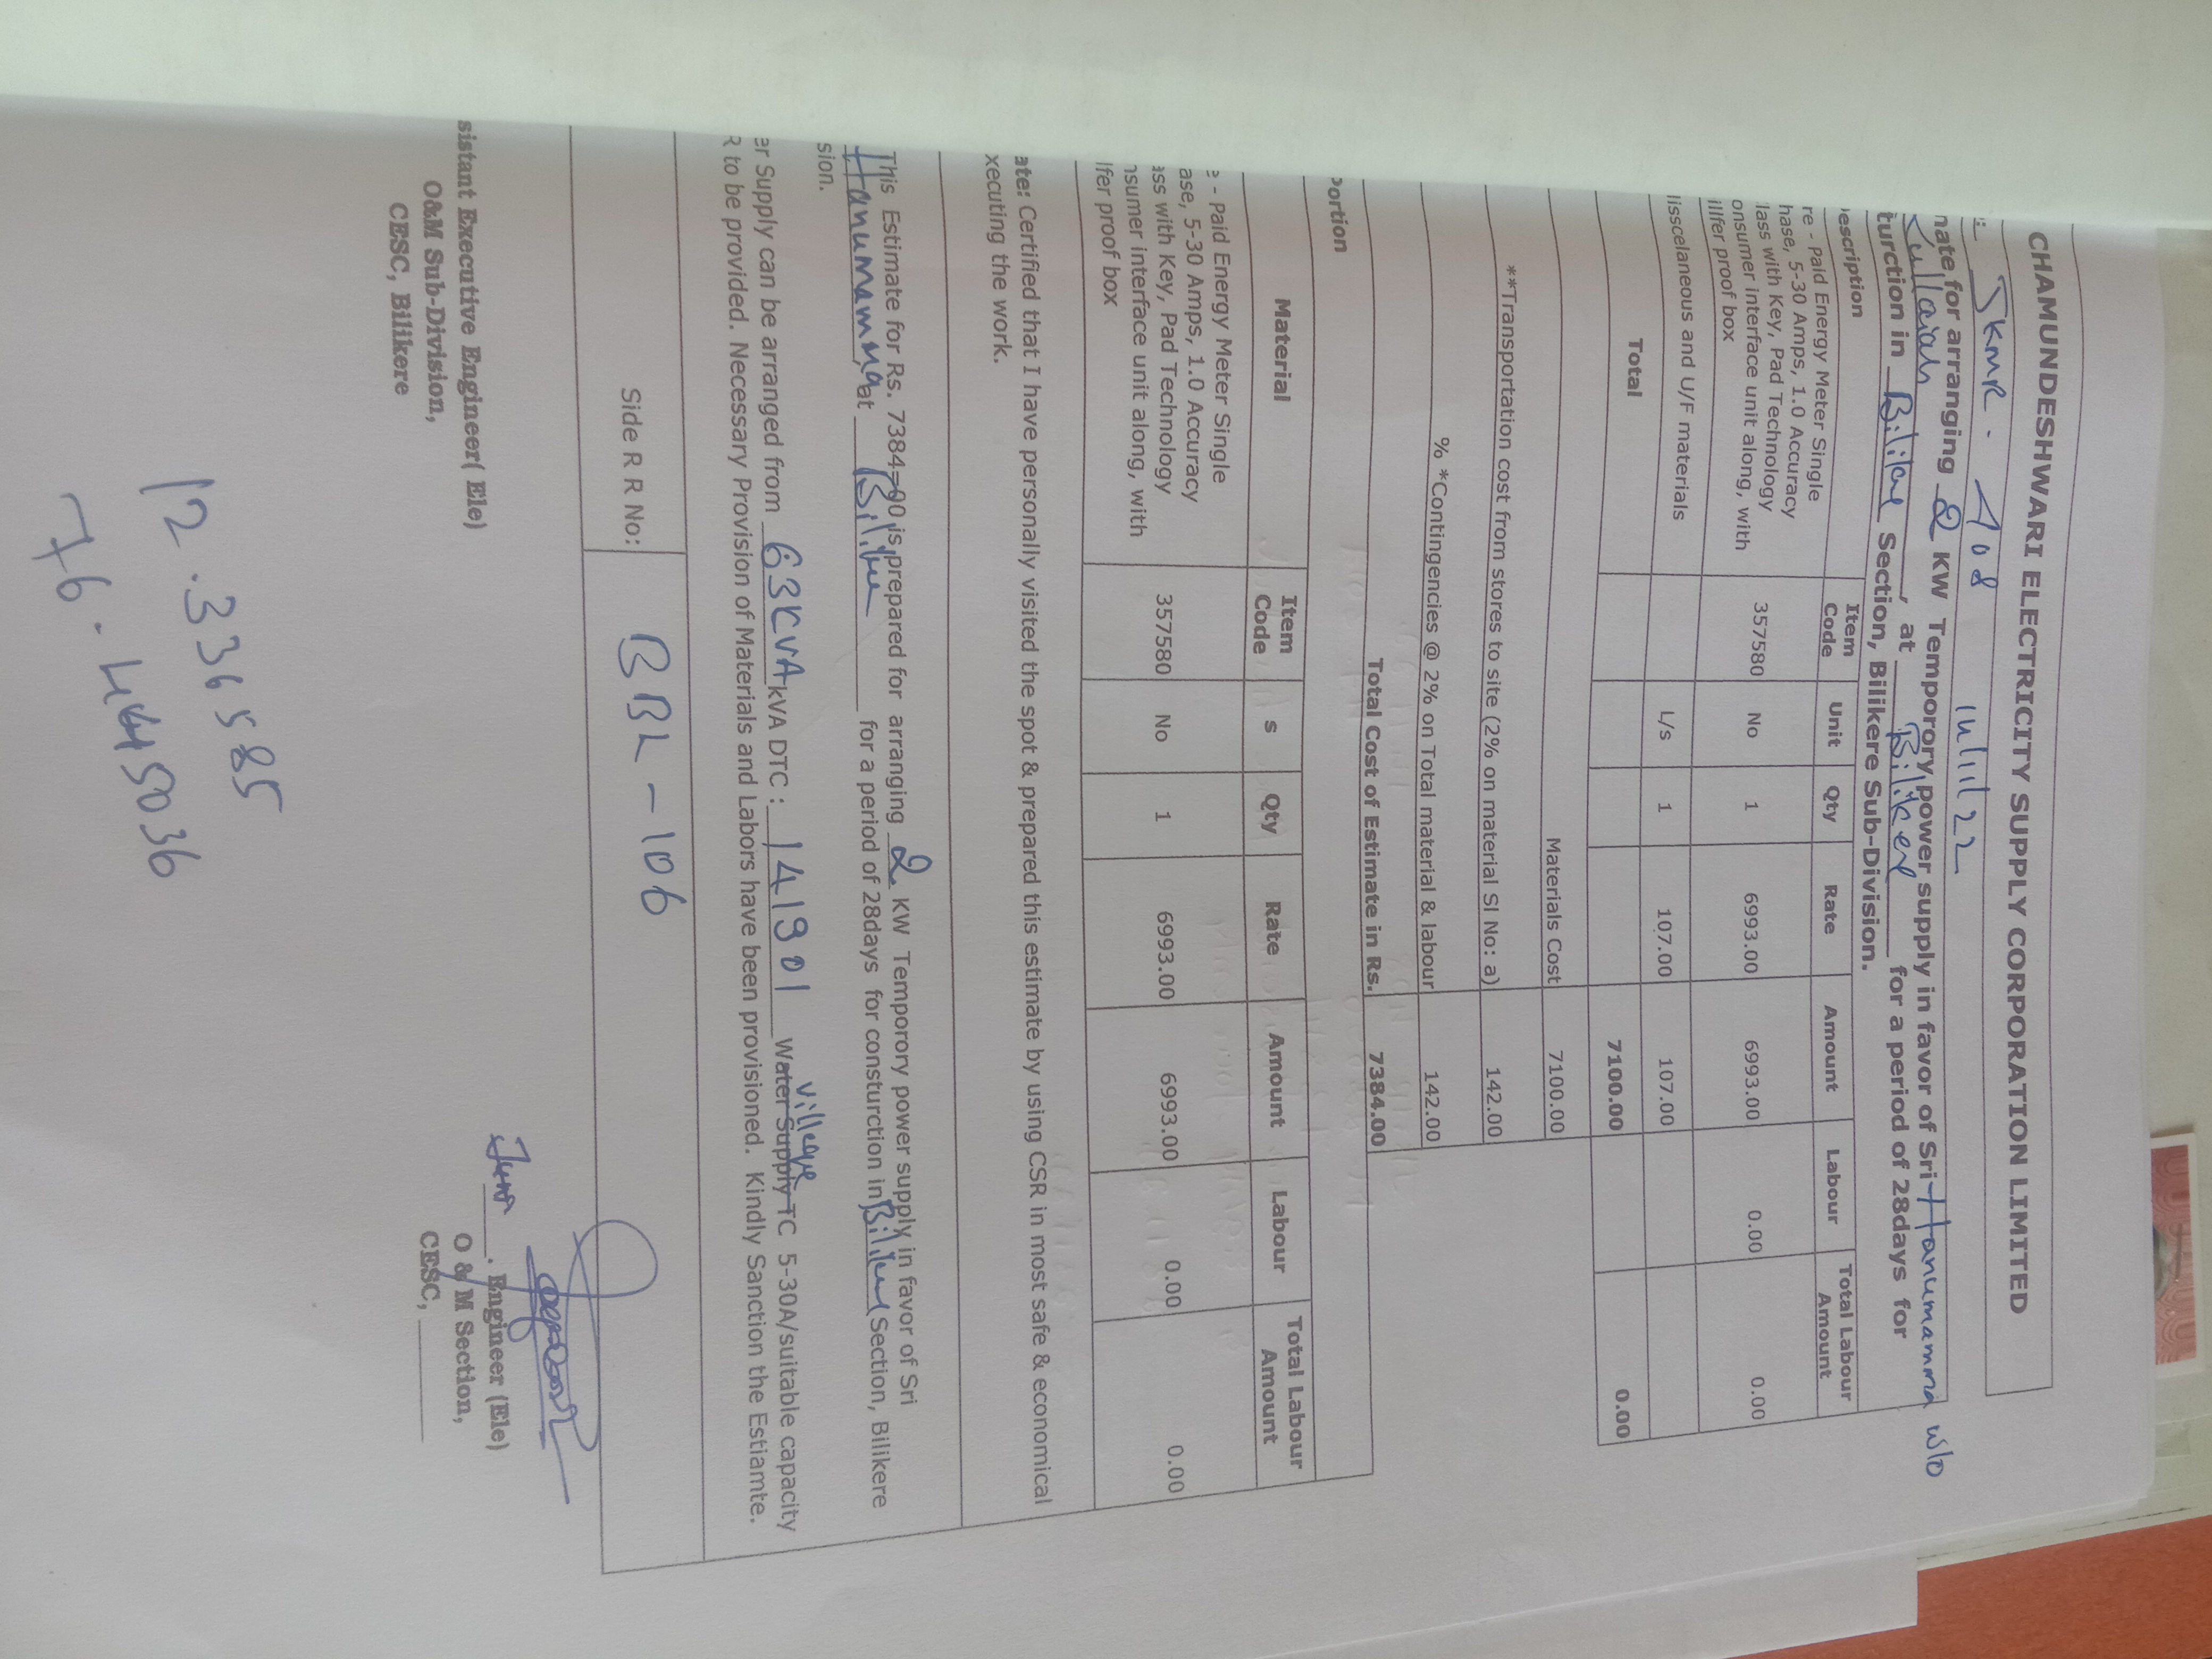 CHAMUNDESHWARI ELECTRICITY SUPPLY CORPORATION LIMITED
JKNR - 108 14/11/22
nate for arranging 2 KW Temporory power supply in favor of Sri Hanumamma w/o
Kullaiah, at Bilikere for a period of 28days for
turction in Bilikere Section, Bilikere Sub-Division.
escription Item Code Unit Qty Rate Amount Labour Total Labour Amount
re - Paid Energy Meter Single
hase, 5-30 Amps, 1.0 Accuracy
lass with Key, Pad Technology
onsumer interface unit along, with
illfer proof box 357580 No 1 6993.00 6993.00 0.00 0.00
lisscelaneous and U/F materials L/s 1 107.00 107.00
Total 7100.00 0.00
Materials Cost 7100.00
**Transportation cost from stores to site (2% on material Sl No: a) 142.00
% *Contingencies @ 2% on Total material & labour 142.00
Total Cost of Estimate in Rs. 7384.00
portion
Material Item Code s Qty Rate Amount Labour Total Labour Amount
e - Paid Energy Meter Single
ase, 5-30 Amps, 1.0 Accuracy
ass with Key, Pad Technology
nsumer interface unit along, with
lfer proof box 357580 No 1 6993.00 6993.00 0.00 0.00
ate: Certified that I have personally visited the spot & prepared this estimate by using CSR in most safe & economical
xecuting the work.
This Estimate for Rs. 7384=00 is prepared for arranging 2 KW Temporory power supply in favor of Sri
Hanumamma at Bilikere for a period of 28days for consturction in Bilikere Section, Bilikere
sion.
er Supply can be arranged from 63KVA kVA DTC : 141901 Water Supply village TC 5-30A/suitable capacity
R to be provided. Necessary Provision of Materials and Labors have been provisioned. Kindly Sanction the Estiamte.
Side R R No: BBL-106
sistant Executive Engineer( Ele)
O&M Sub-Division,
CESC, Bilikere
. Engineer (Ele)
O & M Section,
CESC,
12.336585
76.4445036